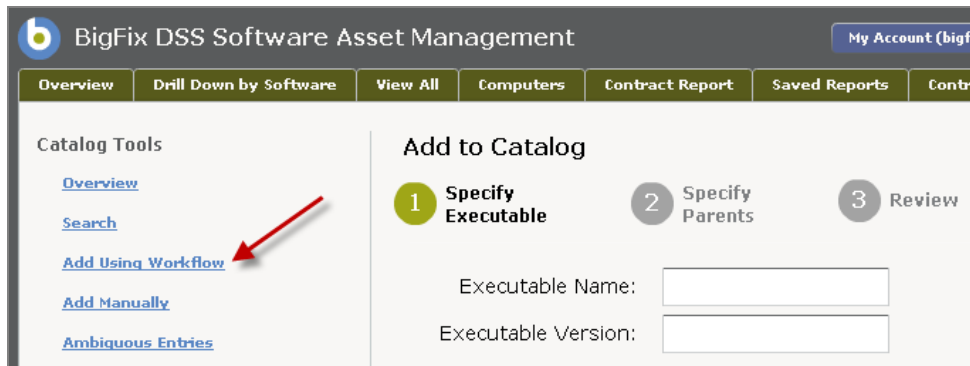 b BigFix DSS Software Asset Management My Account (bigf
Overview Drill Down by Software View All Computers Contract Report Saved Reports Contr
Catalog Tools
Overview
Search
Add Using Workflow
Add Manually
Ambiguous Entries
Add to Catalog
1 Specify Executable
2 Specify Parents
3 Review
Executable Name:
Executable Version: